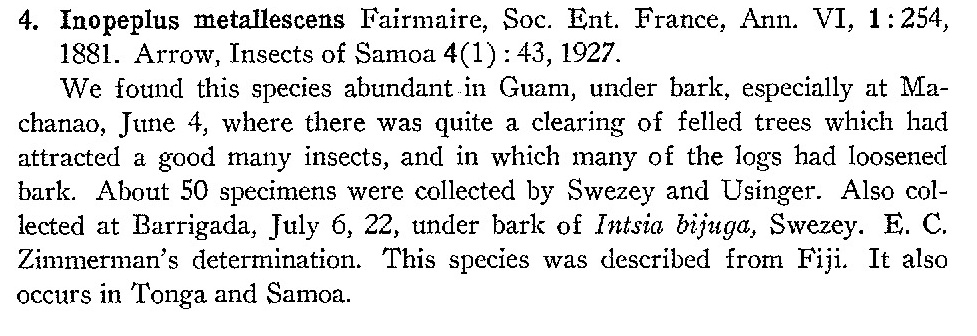 4. Inopeplus metallescens Fairmaire, Soc. Ent. France, Ann. VI, 1:254,
1881. Arrow, Insects of Samoa 4(1):43, 1927.
We found this species abundant in Guam, under bark, especially at Ma-
chanao, June 4, where there was quite a clearing of felled trees which had
attracted a good many insects, and in which many of the logs had loosened
bark. About 50 specimens were collected by Swezey and Usinger. Also col-
lected at Barrigada, July 6, 22, under bark of Intsia bijuga, Swezey. E. C.
Zimmerman's determination. This species was described from Fiji. It also
occurs in Tonga and Samoa.